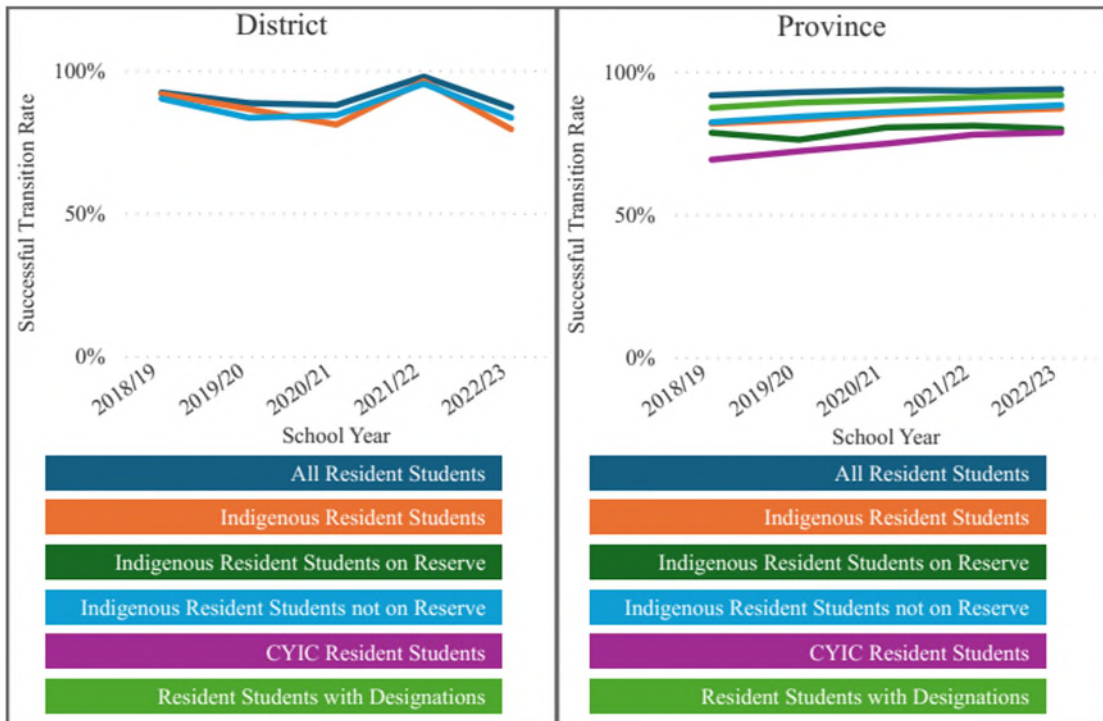 District
Successful Transition Rate
100%
50%
0%
2018/19
2019/20
2020/21
2021/22
2022/23
School Year
All Resident Students
Indigenous Resident Students
Indigenous Resident Students on Reserve
Indigenous Resident Students not on Reserve
CYIC Resident Students
Resident Students with Designations
Province
Successful Transition Rate
100%
50%
0%
2018/19
2019/20
2020/21
2021/22
2022/23
School Year
All Resident Students
Indigenous Resident Students
Indigenous Resident Students on Reserve
Indigenous Resident Students not on Reserve
CYIC Resident Students
Resident Students with Designations